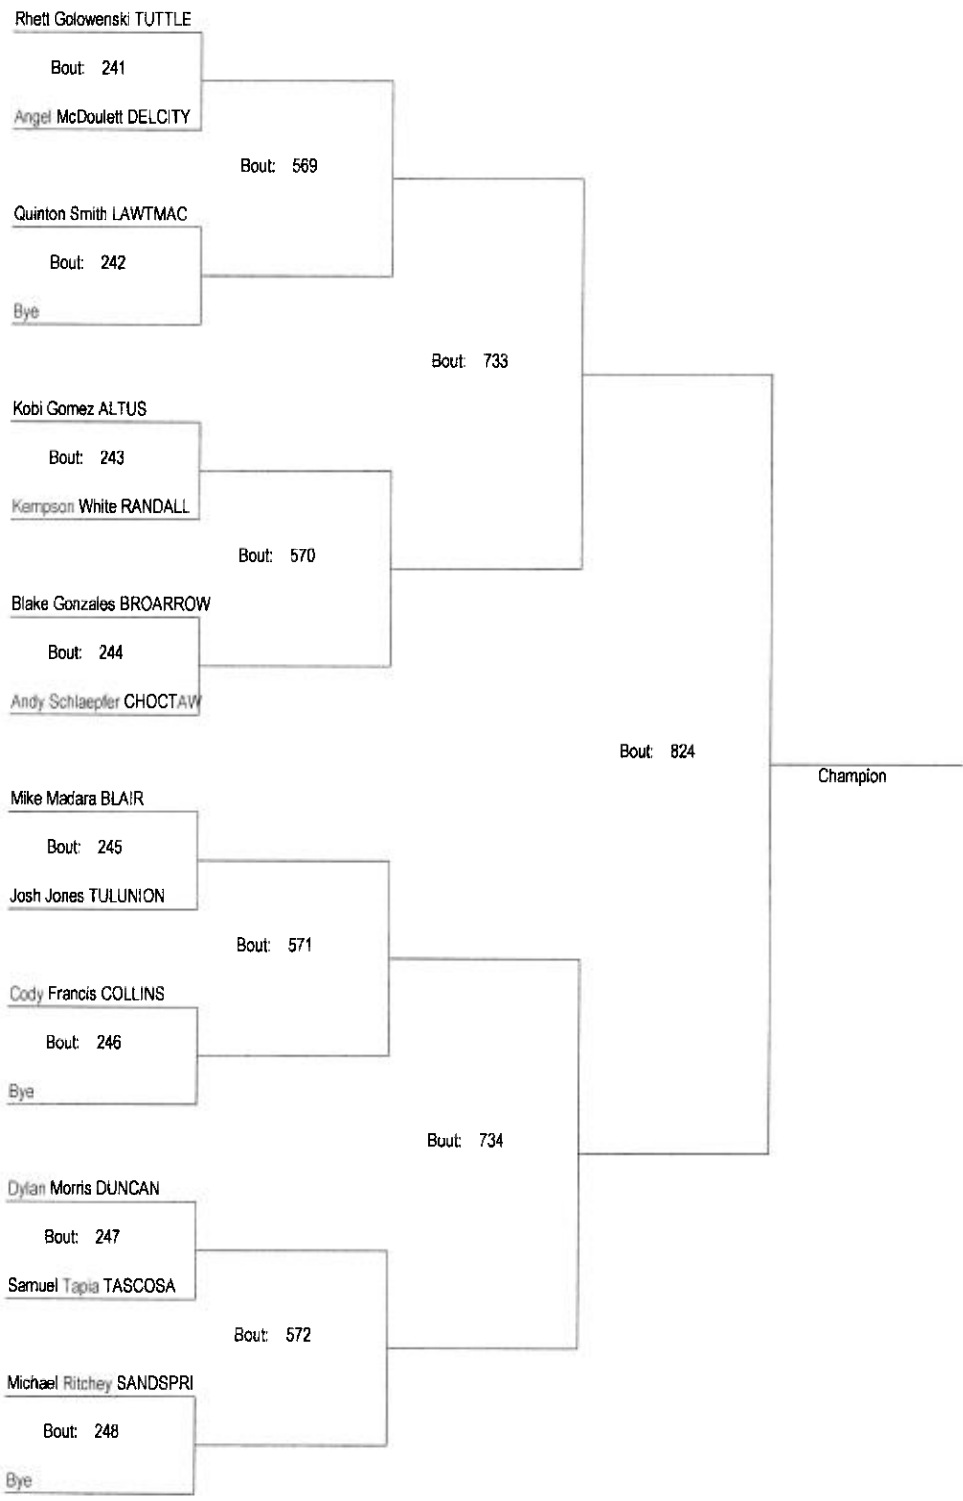 Rhett Golowenski TUTTLE
Bout: 241
Angel McDoulett DELCITY
Bout: 569
Quinton Smith LAWTMAC
Bout: 242
Bye
Bout: 733
Kobi Gomez ALTUS
Bout: 243
Kempson White RANDALL
Bout: 570
Blake Gonzales BROARROW
Bout: 244
Andy Schlaepfer CHOCTAW
Bout: 824
Champion
Mike Madara BLAIR
Bout: 245
Josh Jones TULUNION
Bout: 571
Cody Francis COLLINS
Bout: 246
Bye
Bout: 734
Dylan Morris DUNCAN
Bout: 247
Samuel Tapia TASCOSA
Bout: 572
Michael Ritchey SANDSPRI
Bout: 248
Bye